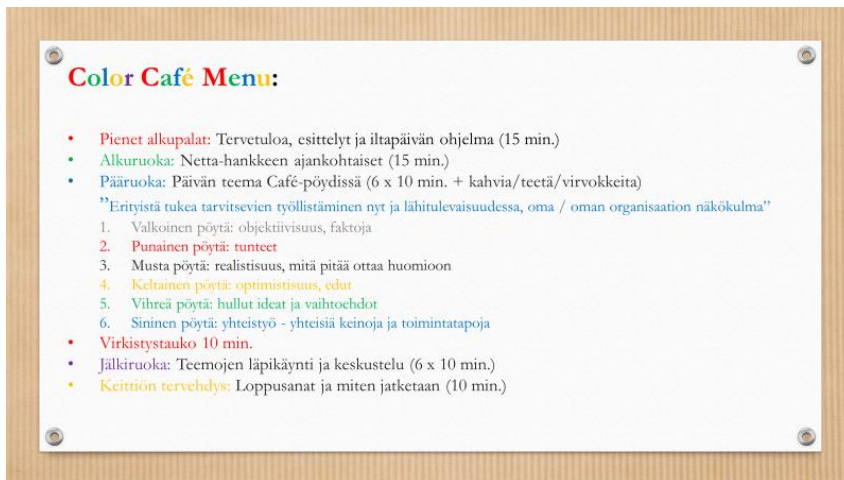 Color Café Menu:
• Pienet alkupalat: Tervetuloa, esittelyt ja iltapäivän ohjelma (15 min.)
• Alkuruoka: Netta-hankkeen ajankohtaiset (15 min.)
• Pääruoka: Päivän teema Café-pöydissä (6 x 10 min. + kahvia/teetä/virvokkeita)
”Erityistä tukea tarvitsevien työllistäminen nyt ja lähitulevaisuudessa, oma / oman organisaation näkökulma”
1. Valkoinen pöytä: objektiivisuus, faktoja
2. Punainen pöytä: tunteet
3. Musta pöytä: realistisuus, mitä pitää ottaa huomioon
4. Keltainen pöytä: optimistisuus, edut
5. Vihreä pöytä: hullut ideat ja vaihtoehdot
6. Sininen pöytä: yhteistyö - yhteisiä keinoja ja toimintatapoja
• Virkistystauko 10 min.
• Jälkiruoka: Teemojen läpikäynti ja keskustelu (6 x 10 min.)
• Keittiön tervehdys: Loppusanat ja miten jatketaan (10 min.)